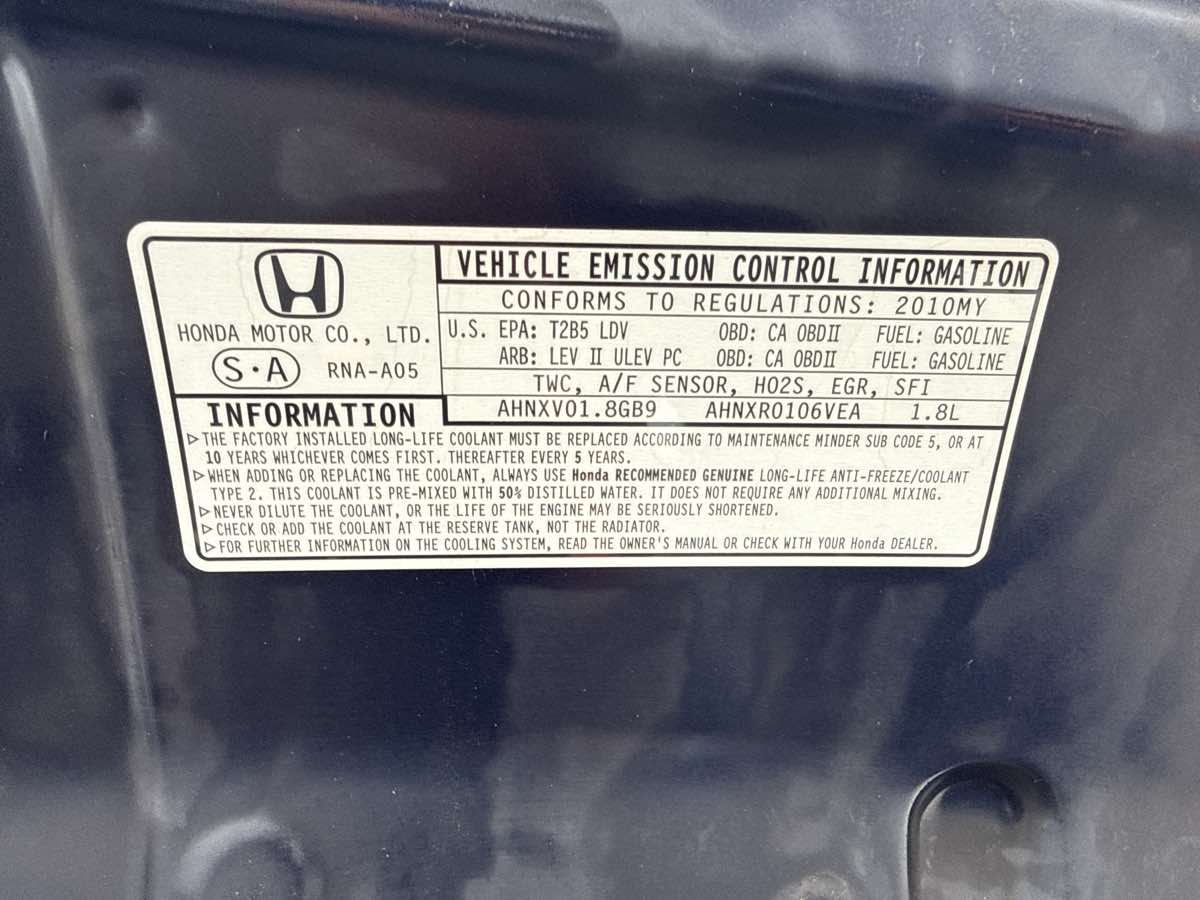 VEHICLE EMISSION CONTROL INFORMATION
HONDA MOTOR CO., LTD.
S·A RNA-A05
CONFORMS TO REGULATIONS: 2010MY
U.S. EPA: T2B5 LDV OBD: CA OBDⅡ FUEL: GASOLINE
ARB: LEV Ⅱ ULEV PC OBD: CA OBDⅡ FUEL: GASOLINE
TWC, A/F SENSOR, HO2S, EGR, SFI
AHNXV01.8GB9 AHNXR0106VEA 1.8L
INFORMATION
▷THE FACTORY INSTALLED LONG-LIFE COOLANT MUST BE REPLACED ACCORDING TO MAINTENANCE MINDER SUB CODE 5, OR AT
10 YEARS WHICHEVER COMES FIRST. THEREAFTER EVERY 5 YEARS.
▷WHEN ADDING OR REPLACING THE COOLANT, ALWAYS USE Honda RECOMMENDED GENUINE LONG-LIFE ANTI-FREEZE/COOLANT
TYPE 2. THIS COOLANT IS PRE-MIXED WITH 50% DISTILLED WATER. IT DOES NOT REQUIRE ANY ADDITIONAL MIXING.
▷NEVER DILUTE THE COOLANT, OR THE LIFE OF THE ENGINE MAY BE SERIOUSLY SHORTENED.
▷CHECK OR ADD THE COOLANT AT THE RESERVE TANK, NOT THE RADIATOR.
▷FOR FURTHER INFORMATION ON THE COOLING SYSTEM, READ THE OWNER'S MANUAL OR CHECK WITH YOUR Honda DEALER.